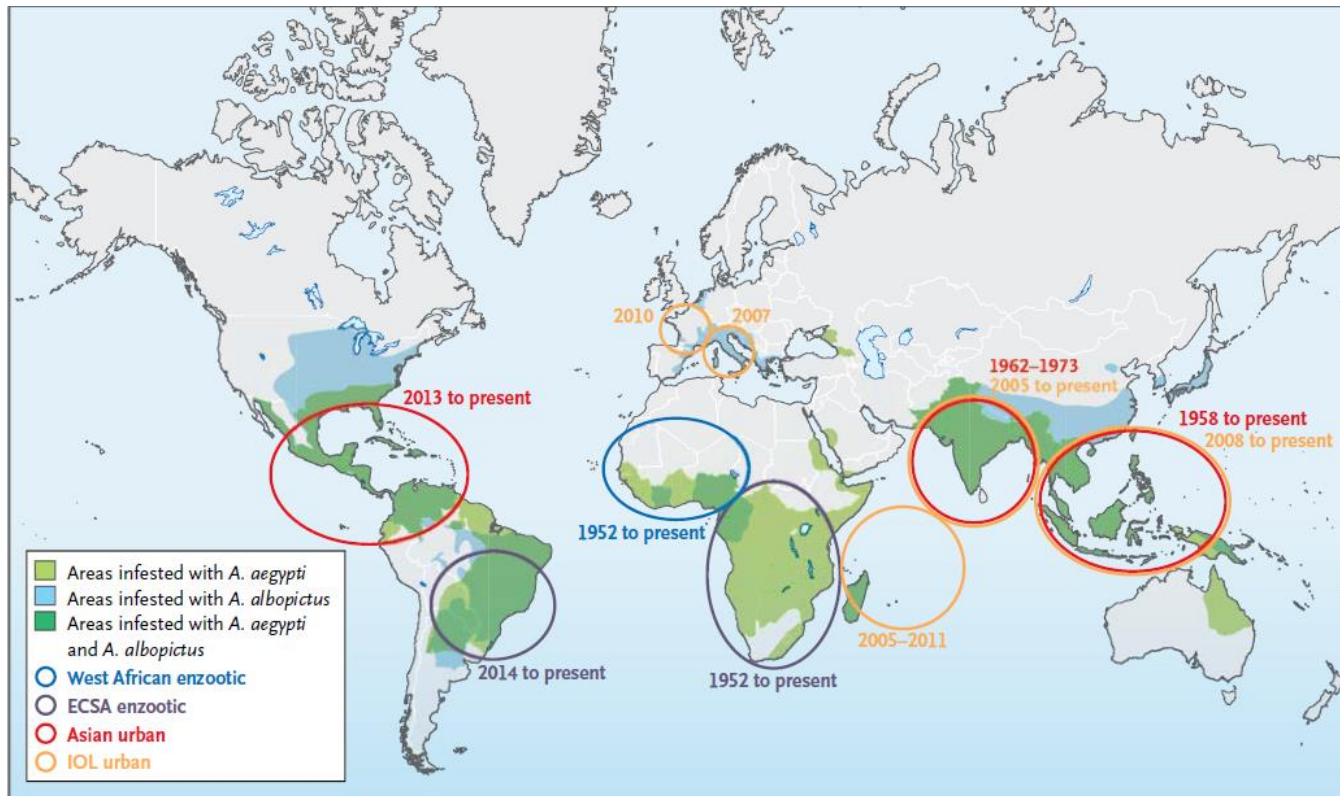 2010
2007
1962–1973
2005 to present
2013 to present
1958 to present
2008 to present
1952 to present
2005–2011
2014 to present
1952 to present
Areas infested with A. aegypti
Areas infested with A. albopictus
Areas infested with A. aegypti
and A. albopictus
West African enzootic
ECSA enzootic
Asian urban
IOL urban